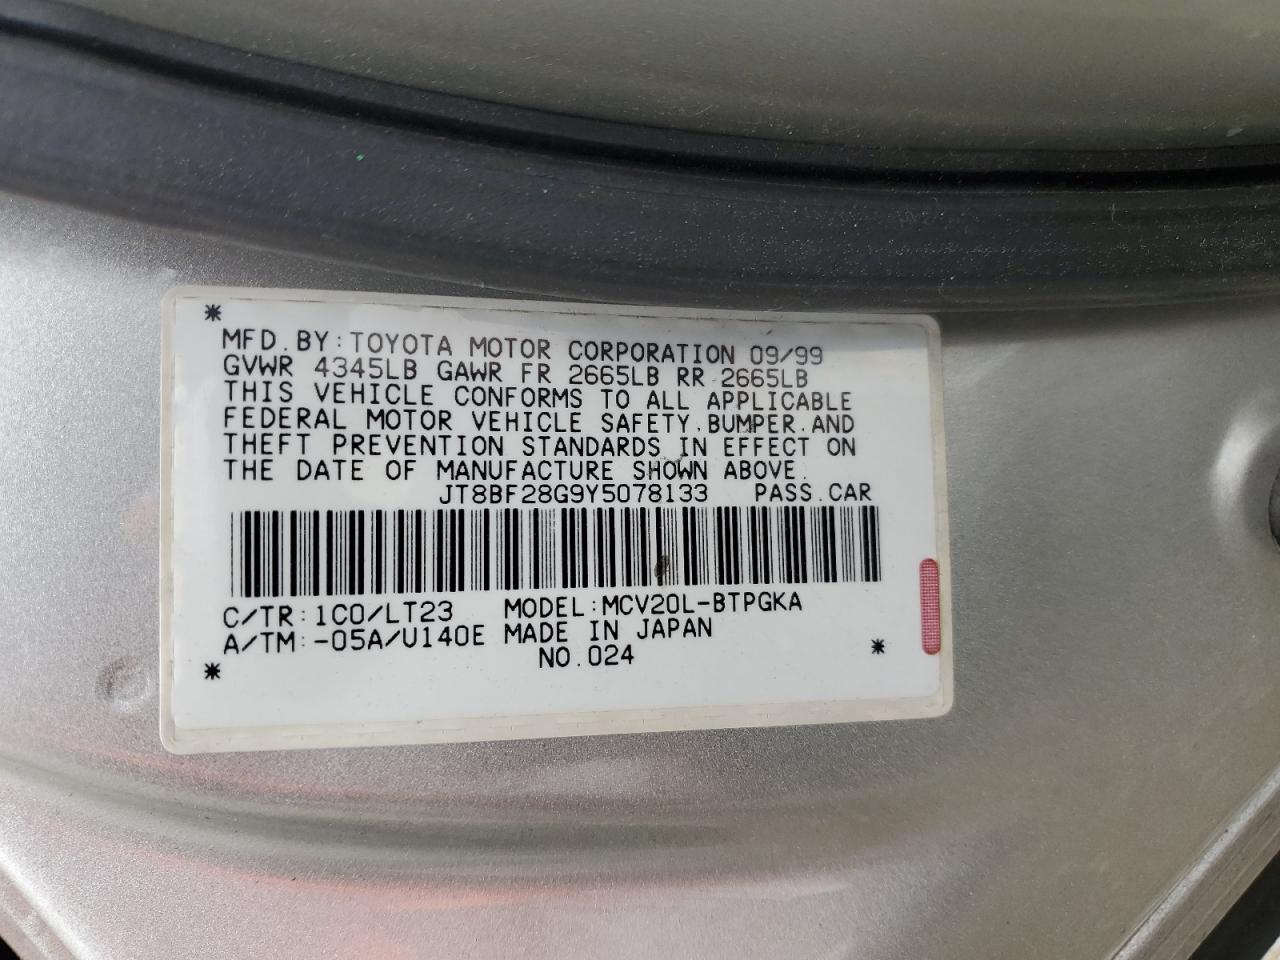 *
MFD.BY:TOYOTA MOTOR CORPORATION 09/99
GVWR 4345LB GAWR FR 2665LB RR 2665LB
THIS VEHICLE CONFORMS TO ALL APPLICABLE
FEDERAL MOTOR VEHICLE SAFETY.BUMPER.AND
THEFT PREVENTION STANDARDS IN EFFECT ON
THE DATE OF MANUFACTURE SHOWN ABOVE.
JT8BF28G9Y5078133 PASS.CAR
C/TR:1C0/LT23 MODEL:MCV20L-BTPGKA
A/TM:-05A/U140E MADE IN JAPAN
* NO.024 *